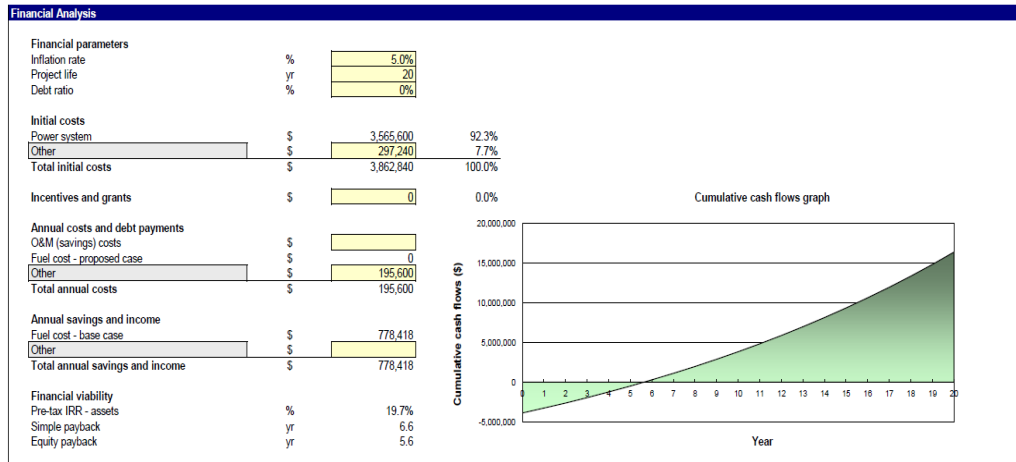 Financial Analysis
Financial parameters
Inflation rate % 5.0%
Project life yr 20
Debt ratio % 0%
Initial costs
Power system $ 3,565,600 92.3%
Other $ 297,240 7.7%
Total initial costs $ 3,862,840 100.0%
Incentives and grants $ 0 0.0%
Annual costs and debt payments
O&M (savings) costs $
Fuel cost - proposed case $ 0
Other $ 195,600
Total annual costs $ 195,600
Annual savings and income
Fuel cost - base case $ 778,418
Other $
Total annual savings and income $ 778,418
Financial viability
Pre-tax IRR - assets % 19.7%
Simple payback yr 6.6
Equity payback yr 5.6
Cumulative cash flows graph
Cumulative cash flows ($)
20,000,000
15,000,000
10,000,000
5,000,000
0
-5,000,000
0 1 2 3 4 5 6 7 8 9 10 11 12 13 14 15 16 17 18 19 20
Year